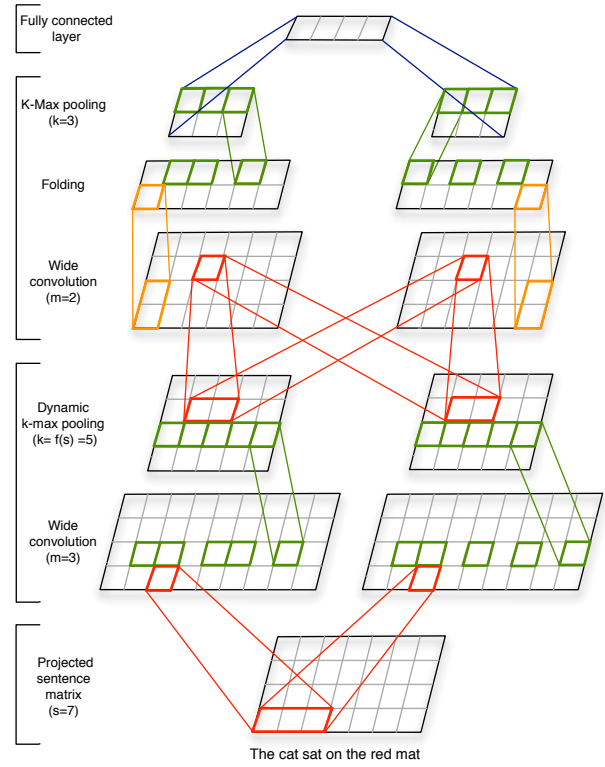 Fully connected
layer
K-Max pooling
(k=3)
Folding
Wide
convolution
(m=2)
Dynamic
k-max pooling
(k= f(s) =5)
Wide
convolution
(m=3)
Projected
sentence
matrix
(s=7)
The cat sat on the red mat